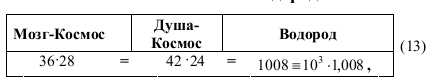 Мозг-Космос Душа-Космос Водород
36·28 = 42 ·24 = 1008 ≡ 10³ ·1,008 , (13)